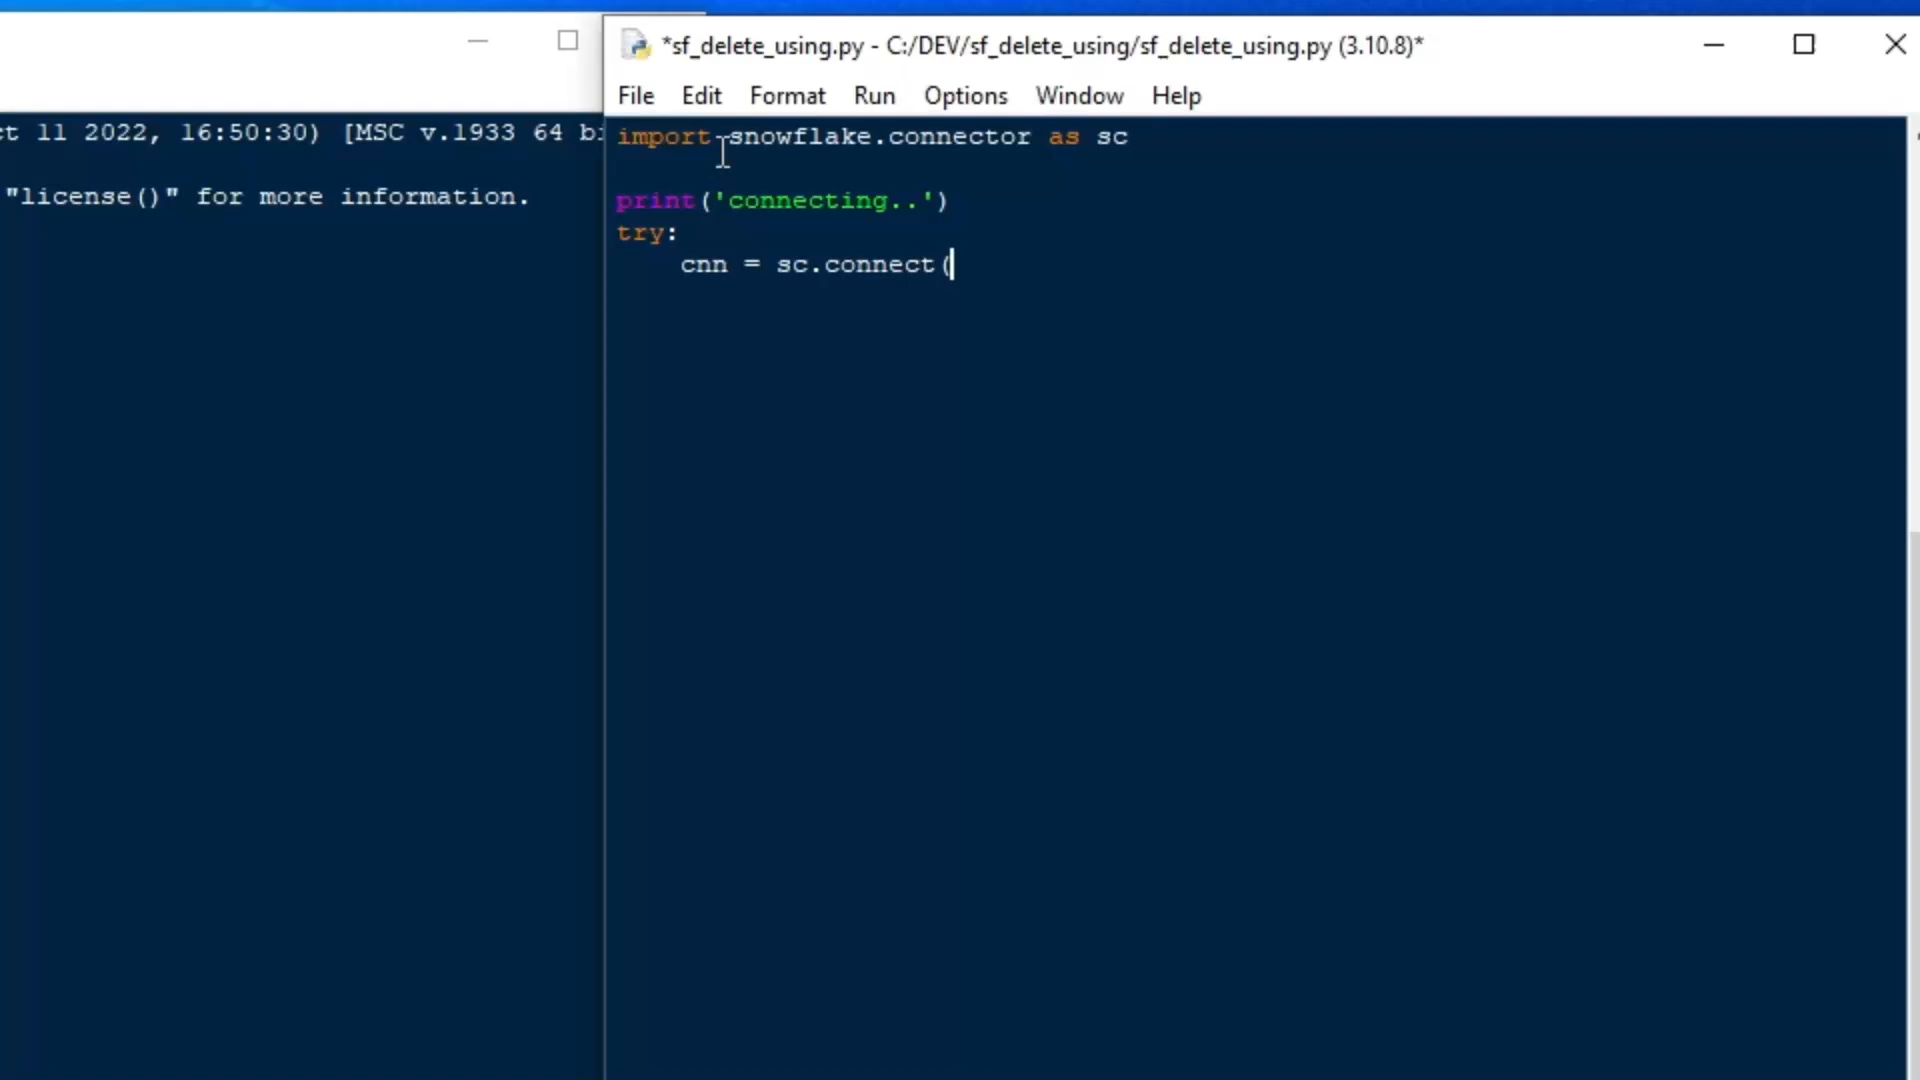 *sf_delete_using.py - C:/DEV/sf_delete_using/sf_delete_using.py (3.10.8)*
File Edit Format Run Options Window Help
ct 11 2022, 16:50:30) [MSC v.1933 64 bi
"license()" for more information.
import snowflake.connector as sc
print('connecting..')
try:
    cnn = sc.connect(